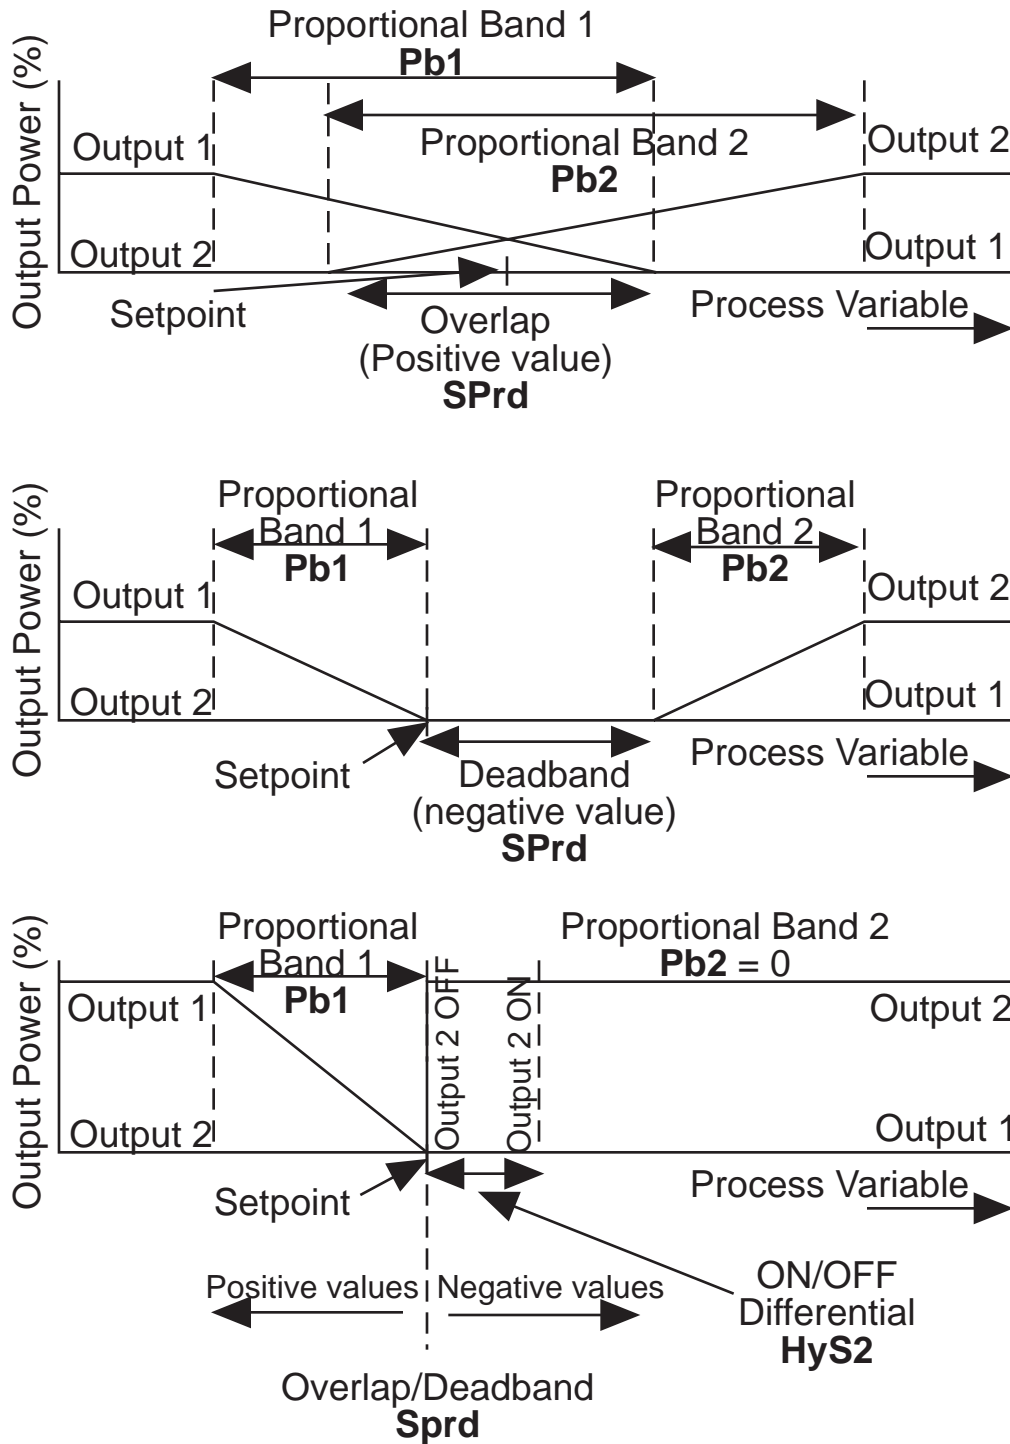 Proportional Band 1
Pb1
Output Power (%)
Output 1
Proportional Band 2
Pb2
Output 2
Output 2
Output 1
Setpoint
Overlap
(Positive value)
SPrd
Process Variable
Proportional
Band 1
Pb1
Proportional
Band 2
Pb2
Output Power (%)
Output 1
Output 2
Output 2
Output 1
Setpoint
Deadband
(negative value)
SPrd
Process Variable
Proportional
Band 1
Pb1
Proportional Band 2
Pb2 = 0
Output Power (%)
Output 1
Output 2 OFF
Output 2 ON
Output 2
Output 2
Output 1
Setpoint
Process Variable
Positive values
Negative values
ON/OFF
Differential
HyS2
Overlap/Deadband
Sprd